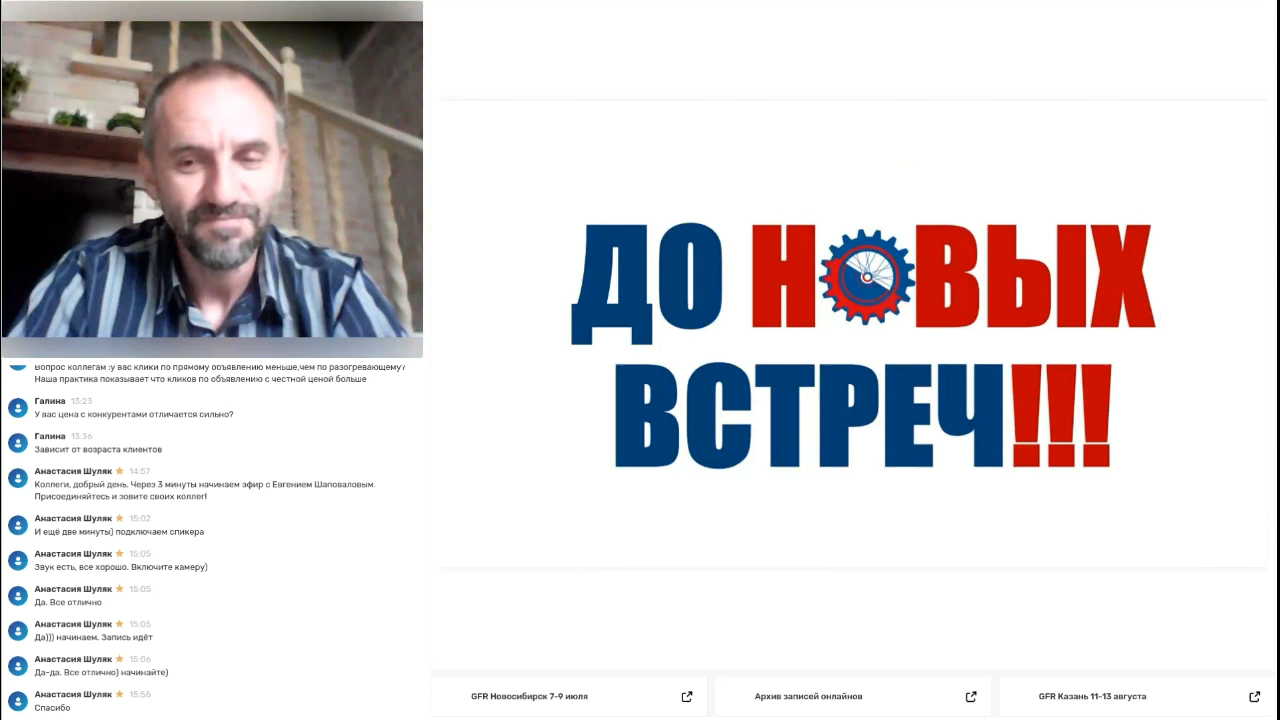 Вопрос коллегам :у вас клики по прямому объявлению меньше,чем по разогревающему?
Наша практика показывает что кликов по объявлению с честной ценой больше
Галина 13:23
У вас цена с конкурентами отличается сильно?
Галина 13:36
Зависит от возраста клиентов
Анастасия Шуляк 14:57
Коллеги, добрый день. Через 3 минуты начинаем эфир с Евгением Шаповаловым.
Присоединяйтесь и зовите своих коллег!
Анастасия Шуляк 15:02
И ещё две минуты) подключаем спикера
Анастасия Шуляк 15:05
Звук есть, все хорошо. Включите камеру)
Анастасия Шуляк 15:05
Да. Все отлично
Анастасия Шуляк 15:05
Да))) начинаем. Запись идёт
Анастасия Шуляк 15:06
Да-да. Все отлично) начинайте)
Анастасия Шуляк 15:56
Спасибо
ДО НОВЫХ
ВСТРЕЧ!!!
GFR Новосибирск 7-9 июля
Архив записей онлайнов
GFR Казань 11-13 августа